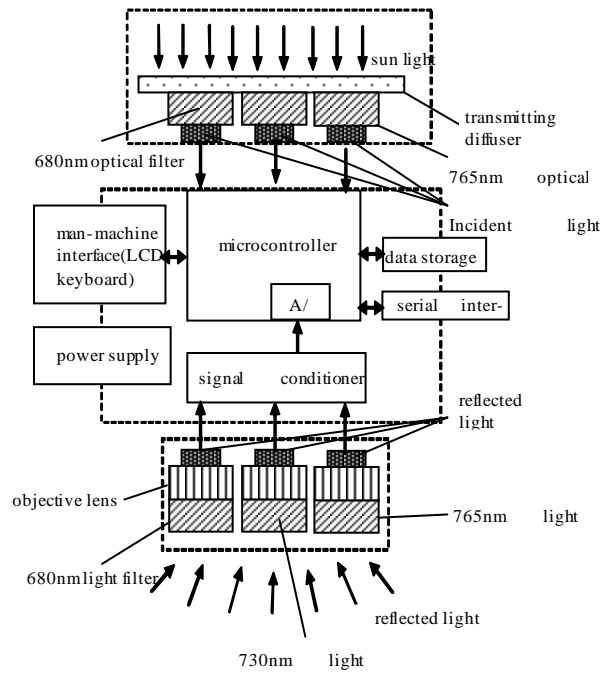 sun light
transmitting
diffuser
680nm optical filter
765nm optical
Incident light
man-machine
interface(LCD
keyboard)
microcontroller
data storage
A/
serial inter-
power supply
signal conditioner
reflected
light
objective lens
765nm light
680nm light filter
reflected light
730nm light